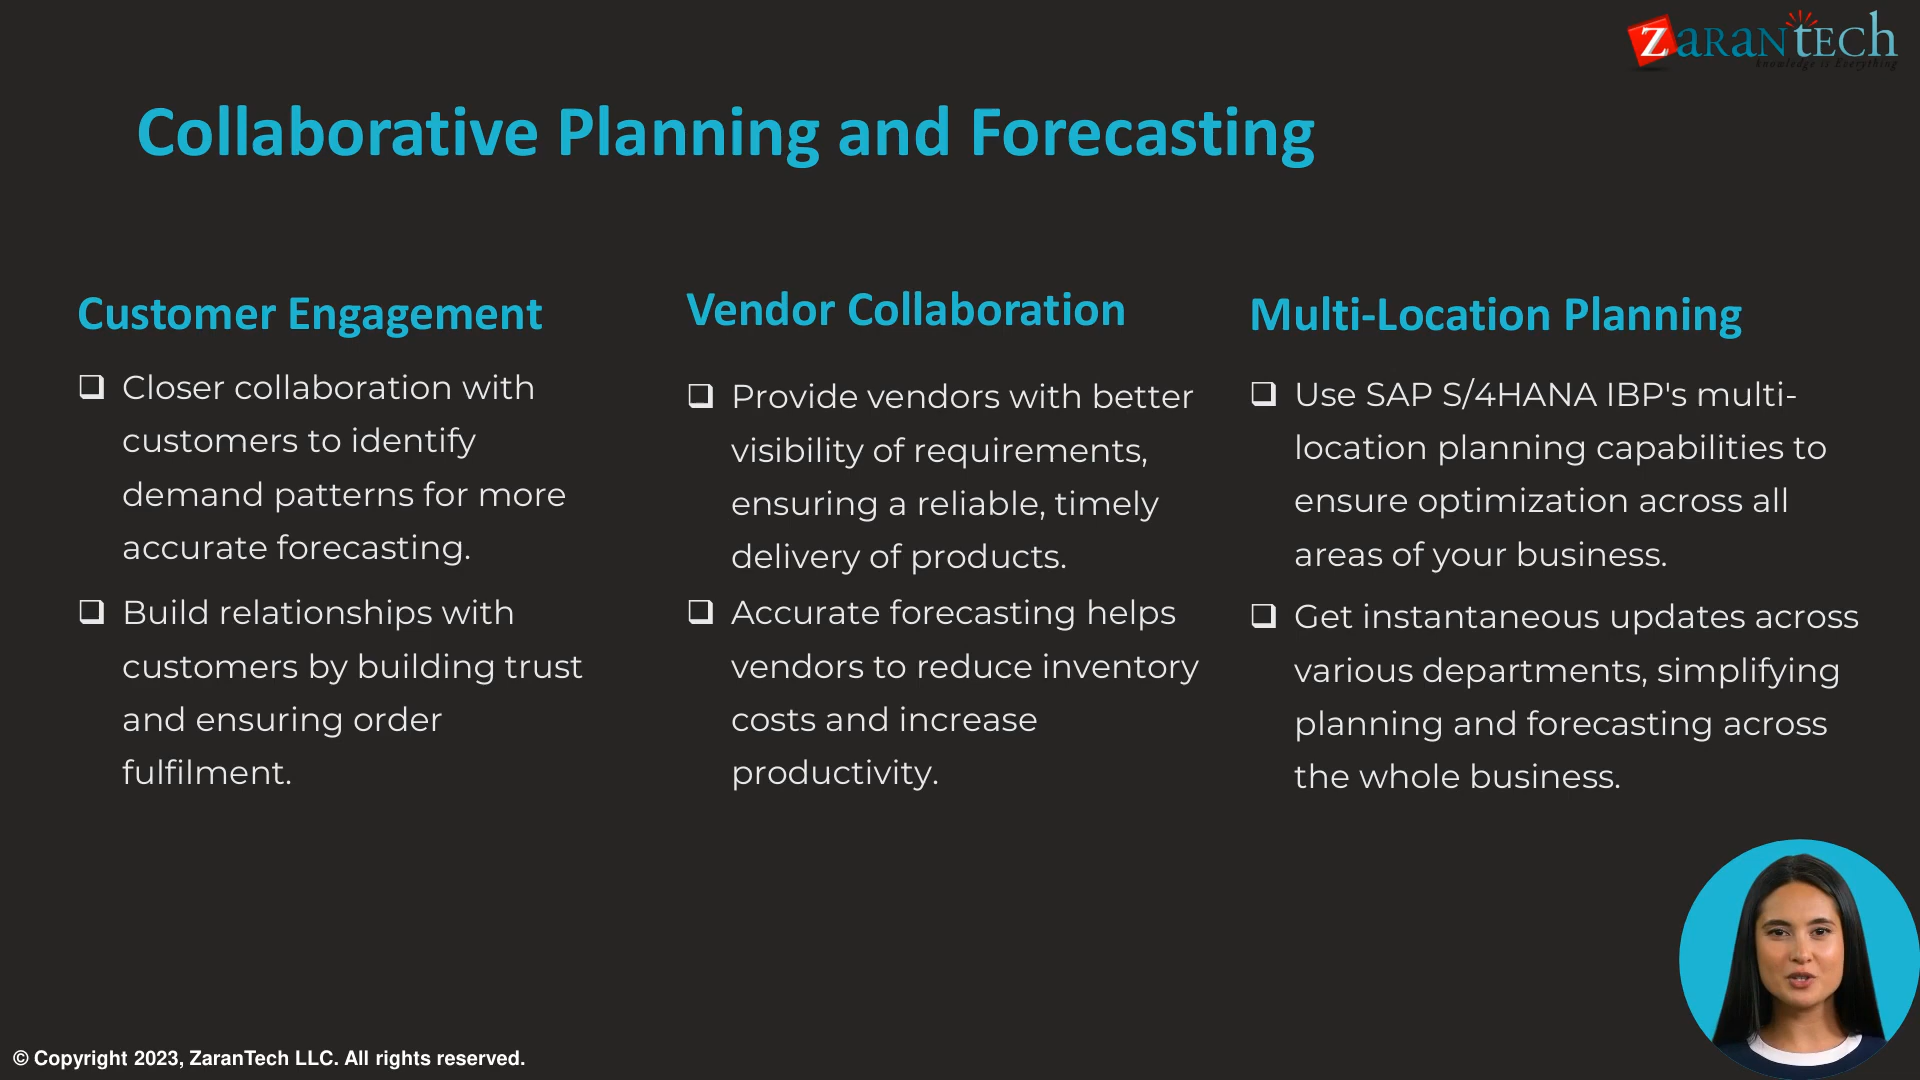 ZaranTech
knowledge is Everything
Collaborative Planning and Forecasting
Customer Engagement
❑ Closer collaboration with
customers to identify
demand patterns for more
accurate forecasting.
❑ Build relationships with
customers by building trust
and ensuring order
fulfilment.
Vendor Collaboration
❑ Provide vendors with better
visibility of requirements,
ensuring a reliable, timely
delivery of products.
❑ Accurate forecasting helps
vendors to reduce inventory
costs and increase
productivity.
Multi-Location Planning
❑ Use SAP S/4HANA IBP's multi-
location planning capabilities to
ensure optimization across all
areas of your business.
❑ Get instantaneous updates across
various departments, simplifying
planning and forecasting across
the whole business.
© Copyright 2023, ZaranTech LLC. All rights reserved.